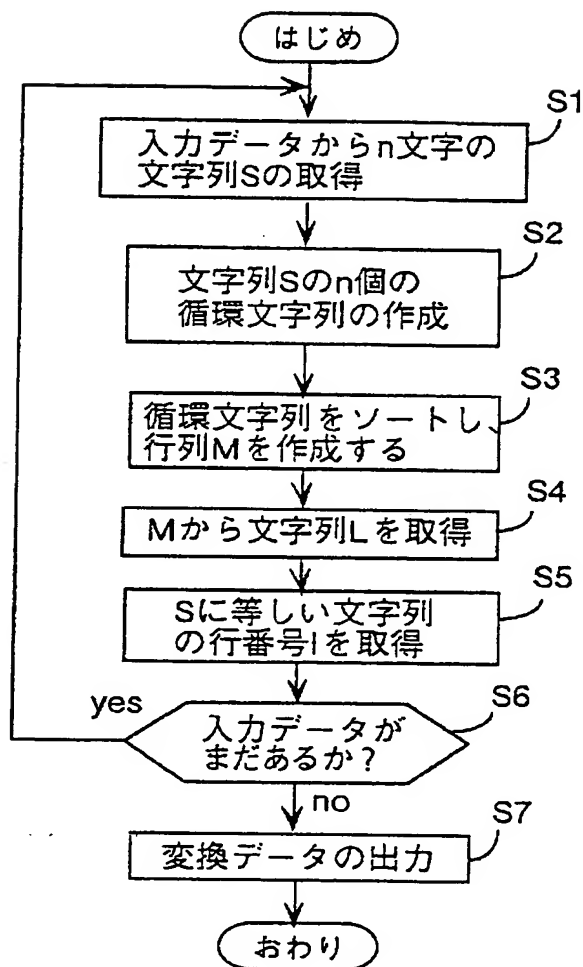 はじめ
S1
入力データからn文字の
文字列Sの取得
S2
文字列Sのn個の
循環文字列の作成
S3
循環文字列をソートし、
行列Mを作成する
S4
Mから文字列Lを取得
S5
Sに等しい文字列
の行番号Iを取得
yes
S6
入力データが
まだあるか？
no
S7
変換データの出力
おわり